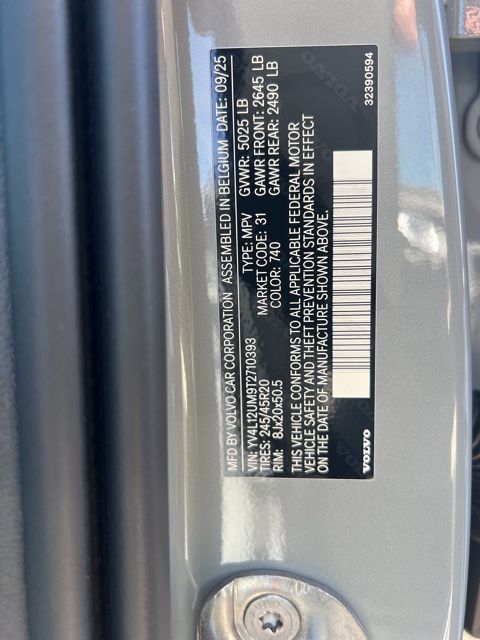 MFD BY VOLVO CAR CORPORATION ASSEMBLED IN BELGIUM DATE: 09/25
VIN: YV4L12UM9T2710393 TYPE: MPV GVWR: 5025 LB
TIRES: 245/45R20 MARKET CODE: 31 GAWR FRONT: 2645 LB
RIM: 8Jx20x50.5 COLOR: 740 GAWR REAR: 2490 LB
THIS VEHICLE CONFORMS TO ALL APPLICABLE FEDERAL MOTOR
VEHICLE SAFETY AND THEFT PREVENTION STANDARDS IN EFFECT
ON THE DATE OF MANUFACTURE SHOWN ABOVE.
VOLVO 32390594